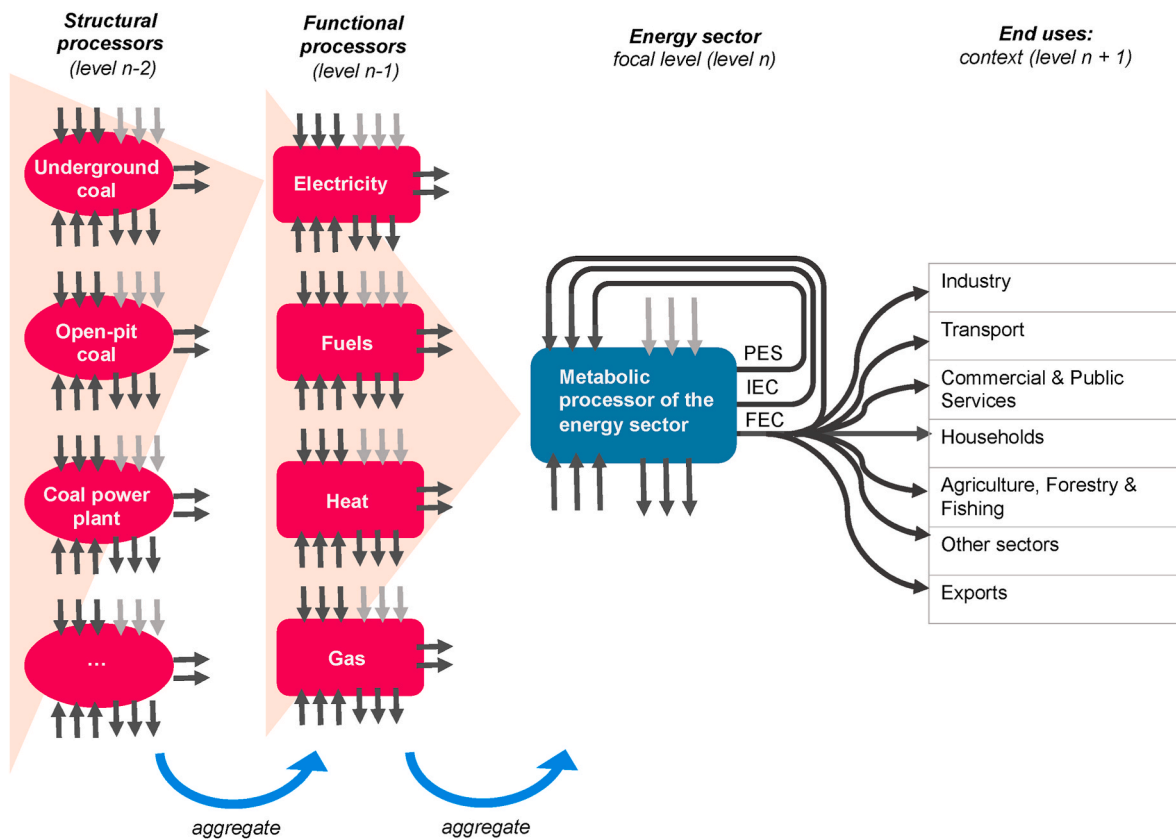 Structural
processors
(level n-2)
Functional
processors
(level n-1)
Energy sector
focal level (level n)
End uses:
context (level n + 1)
Underground
coal
Open-pit
coal
Coal power
plant
...
Electricity
Fuels
Heat
Gas
Metabolic
processor of the
energy sector
PES
IEC
FEC
Industry
Transport
Commercial & Public
Services
Households
Agriculture, Forestry &
Fishing
Other sectors
Exports
aggregate
aggregate